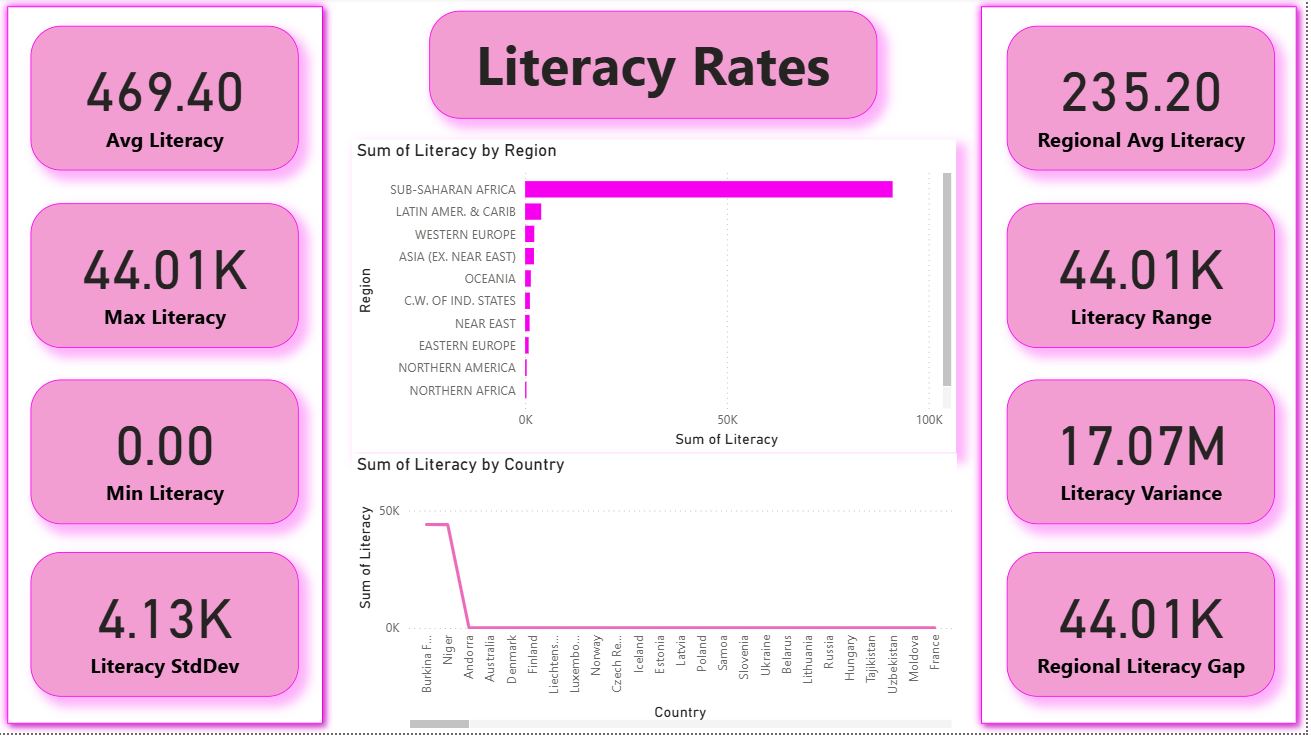 469.40
Avg Literacy
44.01K
Max Literacy
0.00
Min Literacy
4.13K
Literacy StdDev
Literacy Rates
Sum of Literacy by Region
Region
SUB-SAHARAN AFRICA
LATIN AMER. & CARIB
WESTERN EUROPE
ASIA (EX. NEAR EAST)
OCEANIA
C.W. OF IND. STATES
NEAR EAST
EASTERN EUROPE
NORTHERN AMERICA
NORTHERN AFRICA
0K
50K
100K
Sum of Literacy
Sum of Literacy by Country
Sum of Literacy
50K
0K
Burkina F...
Niger
Andorra
Australia
Denmark
Finland
Liechtens...
Luxembo...
Norway
Czech Re...
Iceland
Estonia
Latvia
Poland
Samoa
Slovenia
Ukraine
Belarus
Lithuania
Russia
Hungary
Tajikistan
Uzbekistan
Moldova
France
Country
235.20
Regional Avg Literacy
44.01K
Literacy Range
17.07M
Literacy Variance
44.01K
Regional Literacy Gap